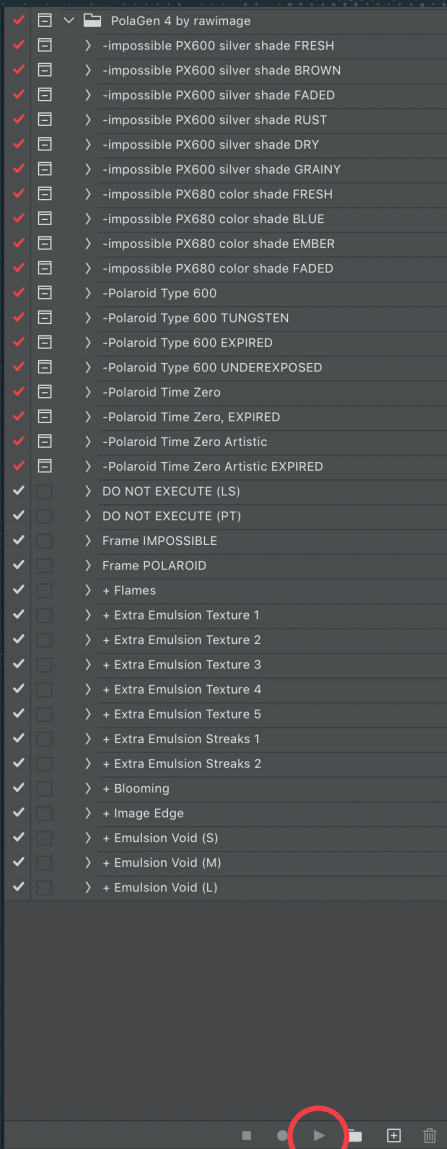 PolaGen 4 by rawimage
-impossible PX600 silver shade FRESH
-impossible PX600 silver shade BROWN
-impossible PX600 silver shade FADED
-impossible PX600 silver shade RUST
-impossible PX600 silver shade DRY
-impossible PX600 silver shade GRAINY
-impossible PX680 color shade FRESH
-impossible PX680 color shade BLUE
-impossible PX680 color shade EMBER
-impossible PX680 color shade FADED
-Polaroid Type 600
-Polaroid Type 600 TUNGSTEN
-Polaroid Type 600 EXPIRED
-Polaroid Type 600 UNDEREXPOSED
-Polaroid Time Zero
-Polaroid Time Zero, EXPIRED
-Polaroid Time Zero Artistic
-Polaroid Time Zero Artistic EXPIRED
DO NOT EXECUTE (LS)
DO NOT EXECUTE (PT)
Frame IMPOSSIBLE
Frame POLAROID
+ Flames
+ Extra Emulsion Texture 1
+ Extra Emulsion Texture 2
+ Extra Emulsion Texture 3
+ Extra Emulsion Texture 4
+ Extra Emulsion Texture 5
+ Extra Emulsion Streaks 1
+ Extra Emulsion Streaks 2
+ Blooming
+ Image Edge
+ Emulsion Void (S)
+ Emulsion Void (M)
+ Emulsion Void (L)